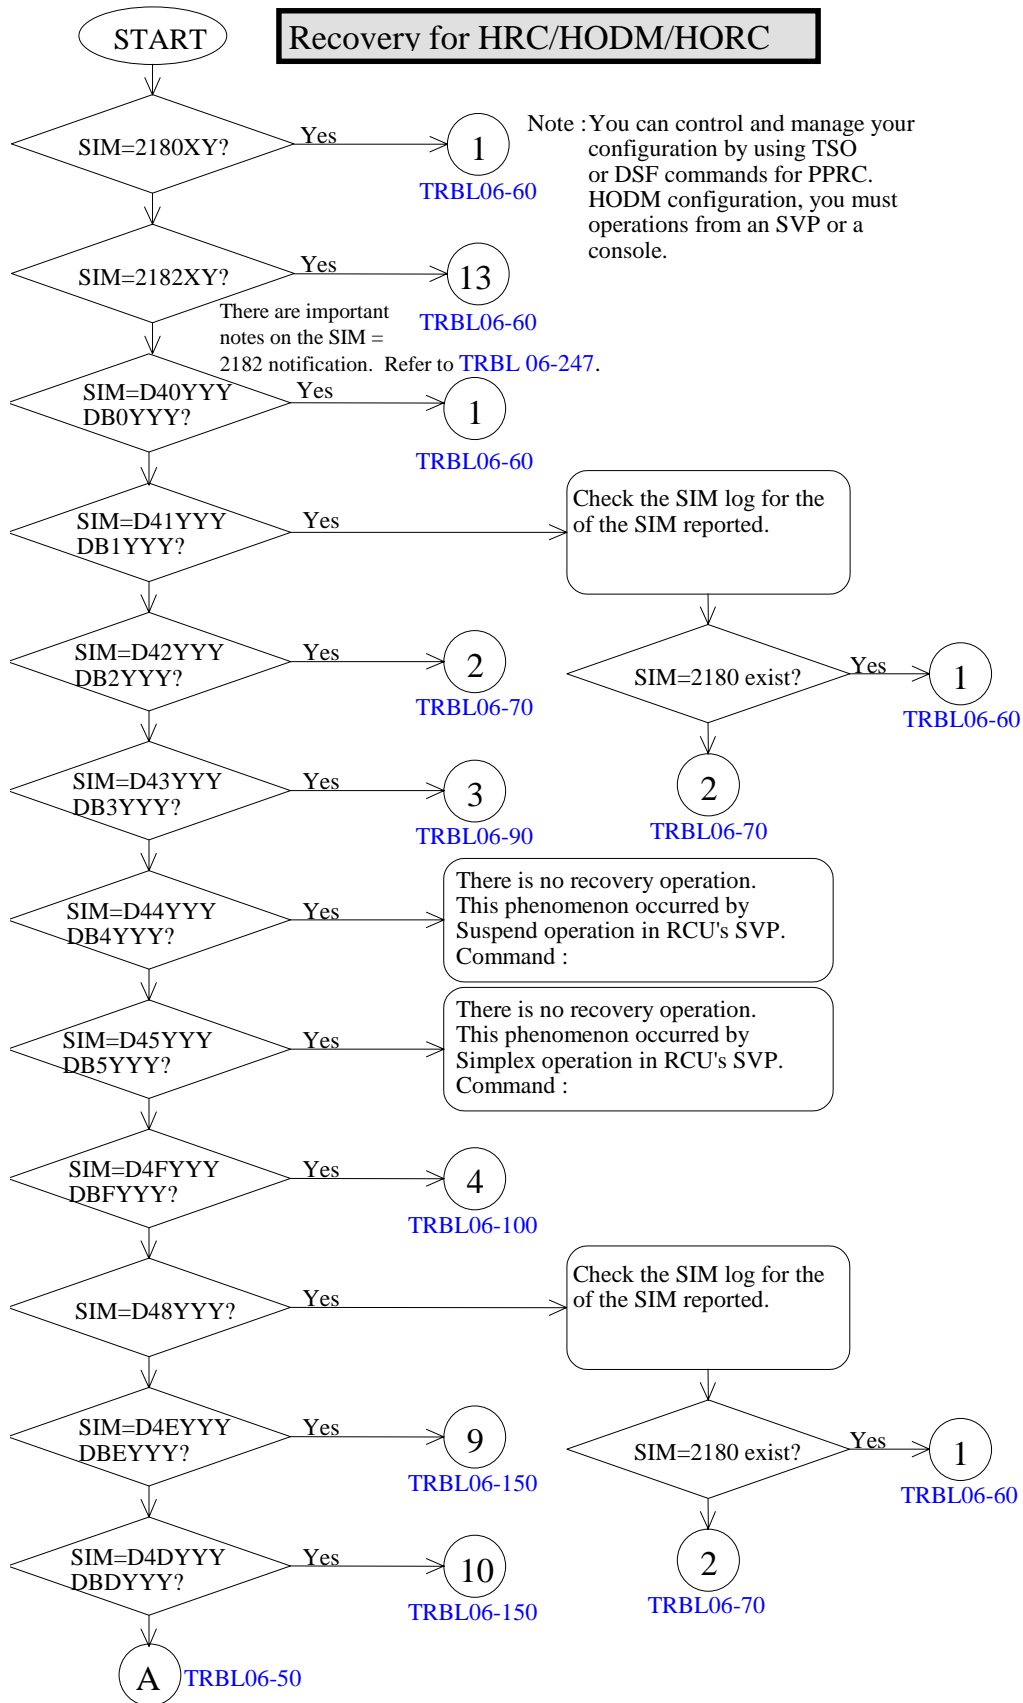 START
Recovery for HRC/HODM/HORC
Note :You can control and manage your
configuration by using TSO
or DSF commands for PPRC.
HODM configuration, you must
operations from an SVP or a
console.
SIM=2180XY?
Yes
1
TRBL06-60
SIM=2182XY?
Yes
13
TRBL06-60
There are important
notes on the SIM =
2182 notification. Refer to TRBL 06-247.
SIM=D40YYY
DB0YYY?
Yes
1
TRBL06-60
SIM=D41YYY
DB1YYY?
Yes
Check the SIM log for the
of the SIM reported.
SIM=2180 exist?
Yes
1
TRBL06-60
2
TRBL06-70
SIM=D42YYY
DB2YYY?
Yes
2
TRBL06-70
SIM=D43YYY
DB3YYY?
Yes
3
TRBL06-90
SIM=D44YYY
DB4YYY?
Yes
There is no recovery operation.
This phenomenon occurred by
Suspend operation in RCU's SVP.
Command :
SIM=D45YYY
DB5YYY?
Yes
There is no recovery operation.
This phenomenon occurred by
Simplex operation in RCU's SVP.
Command :
SIM=D4FYYY
DBFYYY?
Yes
4
TRBL06-100
SIM=D48YYY?
Yes
Check the SIM log for the
of the SIM reported.
SIM=2180 exist?
Yes
1
TRBL06-60
2
TRBL06-70
SIM=D4EYYY
DBEYYY?
Yes
9
TRBL06-150
SIM=D4DYYY
DBDYYY?
Yes
10
TRBL06-150
A
TRBL06-50